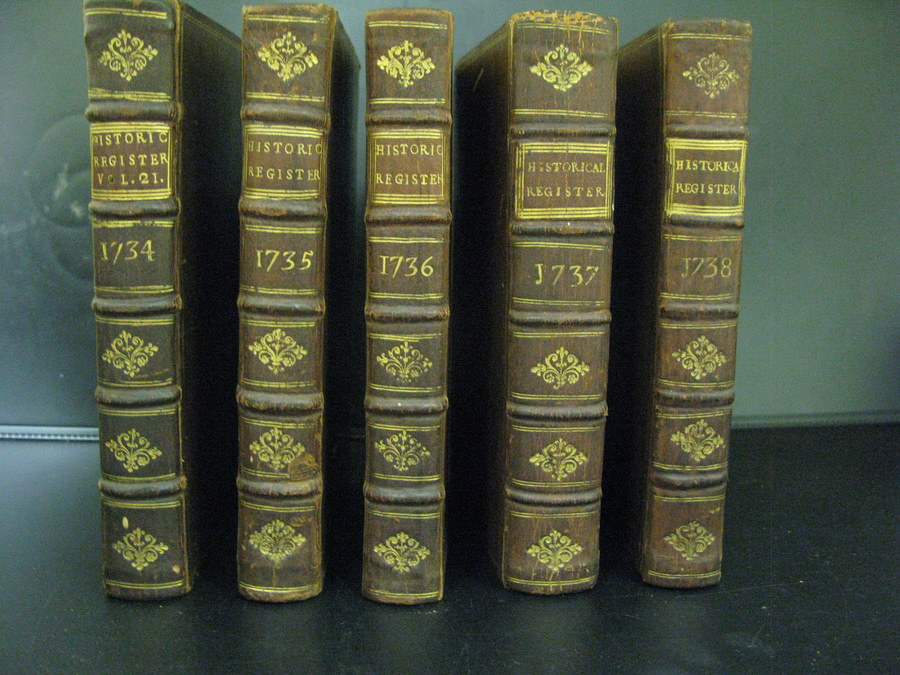 HISTORIC
REGISTER
VOL.21.
1734
HISTORIC
REGISTER
1735
HISTORIC
REGISTER
1736
HISTORICAL
REGISTER
1737
HISTORICA
REGISTER
1738